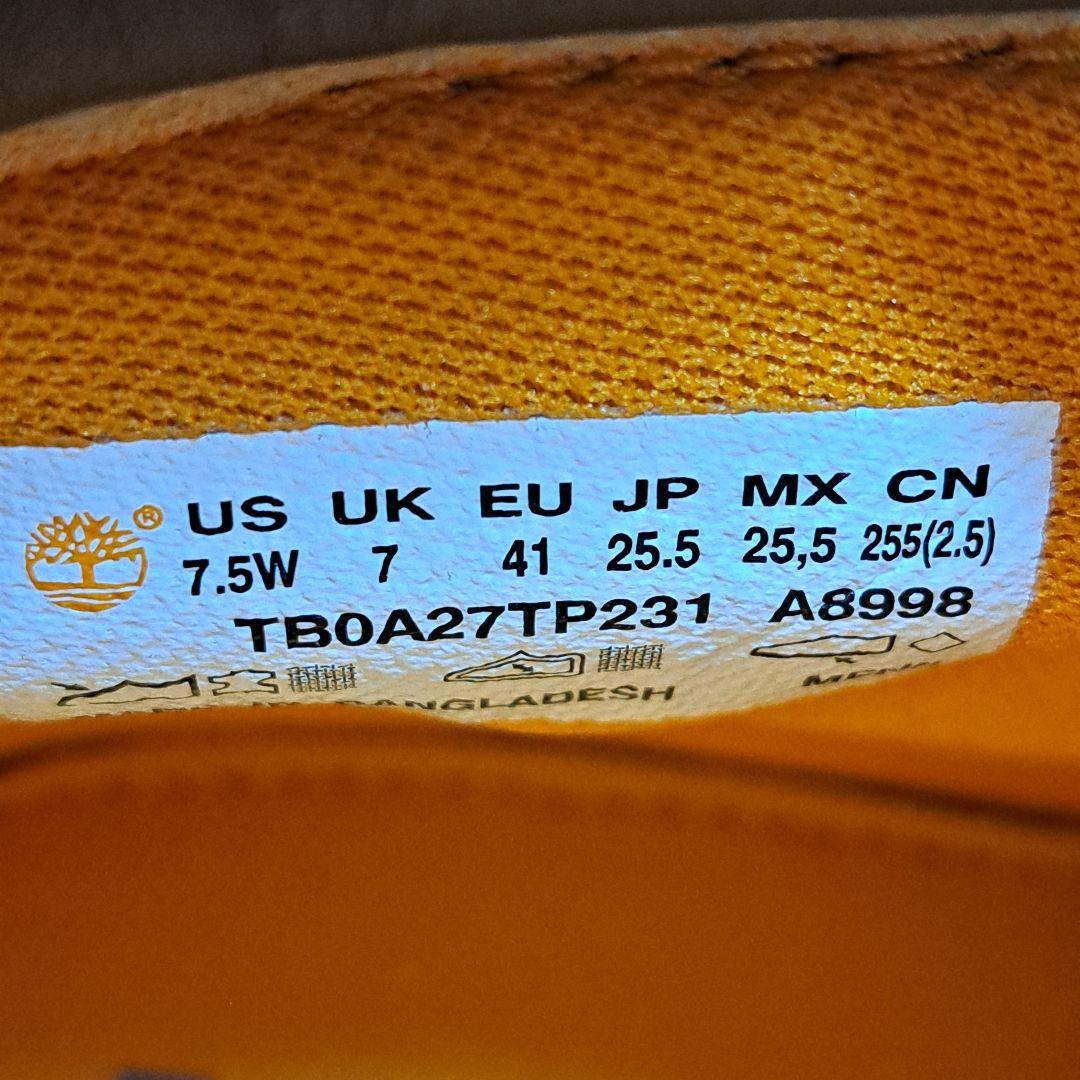 ® US UK EU JP MX CN
7.5W 7 41 25.5 25,5 255(2.5)
TB0A27TP231 A8998
BANGLADESH